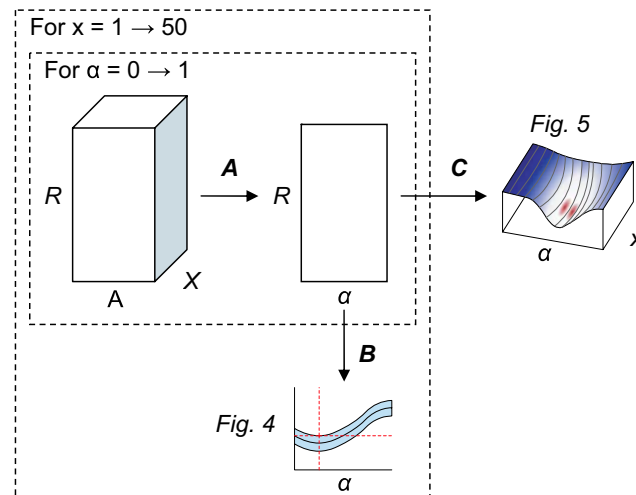 For x = 1 → 50
For α = 0 → 1
Fig. 5
A
C
R
R
x
α
X
A
α
B
Fig. 4
α